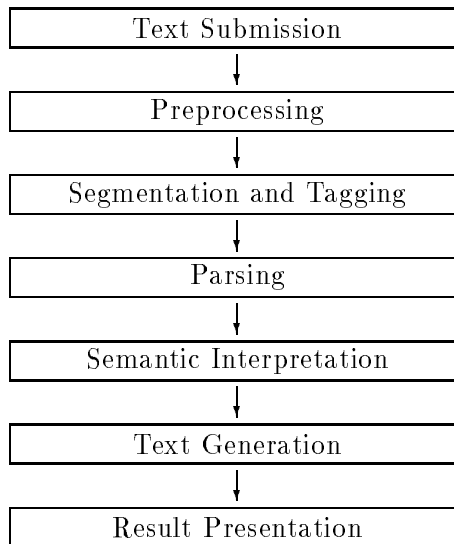 Text Submission
Preprocessing
Segmentation and Tagging
Parsing
Semantic Interpretation
Text Generation
Result Presentation